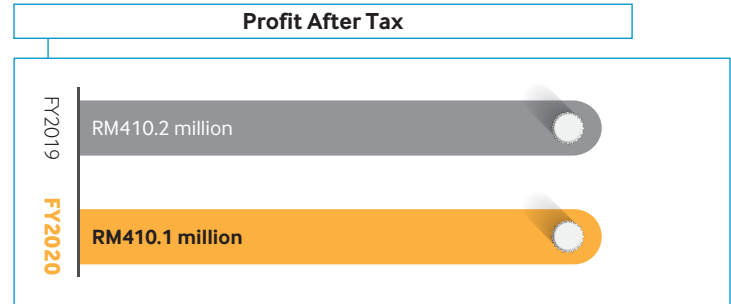 Profit After Tax
FY2019
RM410.2 million
FY2020
RM410.1 million